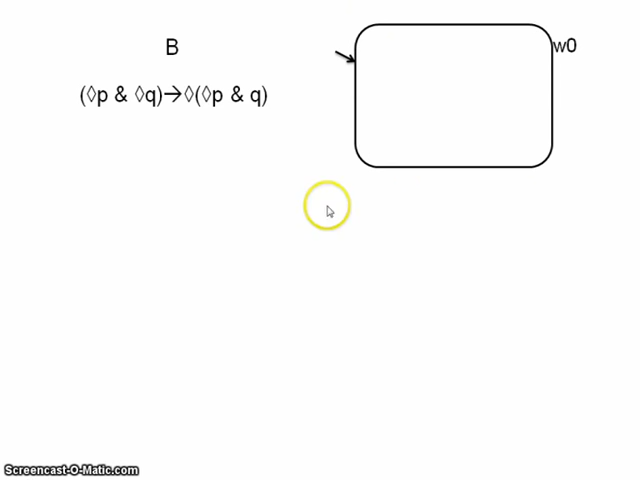 B
w0
(◊p & ◊q)→◊(◊p & q)
Screencast-O-Matic.com